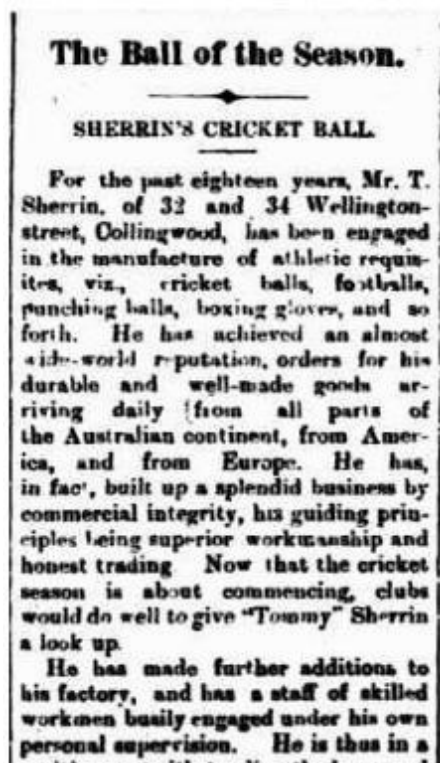 The Ball of the Season.
SHERRIN'S CRICKET BALL.
For the past eighteen years, Mr. T.
Sherrin, of 32 and 34 Wellington-
street, Collingwood, has been engaged
in the manufacture of athletic requis-
ites, viz., cricket balls, footballs,
punching balls, boxing gloves, and so
forth. He has achieved an almost
wide-world reputation, orders for his
durable and well-made goods ar-
riving daily from all parts of
the Australian continent, from Amer-
ica, and from Europe. He has,
in fact, built up a splendid business by
commercial integrity, his guiding prin-
ciples being superior workmanship and
honest trading Now that the cricket
season is about commencing, clubs
would do well to give "Tommy" Sherrin
a look up.
He has made further additions to
his factory, and has a staff of skilled
workmen busily engaged under his own
personal supervision. He is thus in a